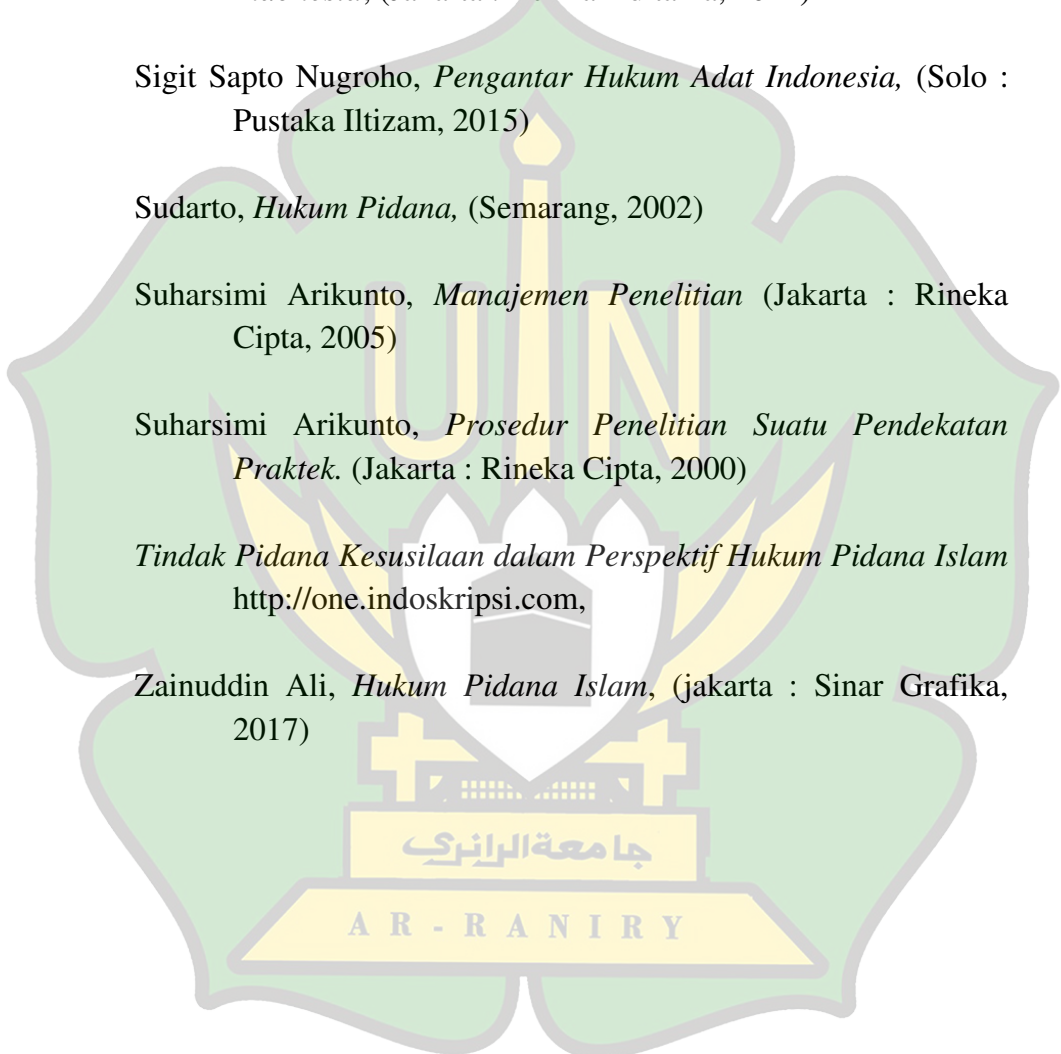 Sigit Sapto Nugroho, Pengantar Hukum Adat Indonesia, (Solo :
Pustaka Iltizam, 2015)
Sudarto, Hukum Pidana, (Semarang, 2002)
Suharsimi Arikunto, Manajemen Penelitian (Jakarta : Rineka
Cipta, 2005)
Suharsimi Arikunto, Prosedur Penelitian Suatu Pendekatan
Praktek. (Jakarta : Rineka Cipta, 2000)
Tindak Pidana Kesusilaan dalam Perspektif Hukum Pidana Islam
http://one.indoskripsi.com,
Zainuddin Ali, Hukum Pidana Islam, (jakarta : Sinar Grafika,
2017)
UIN
جامعة الرانري
AR-RANIRY